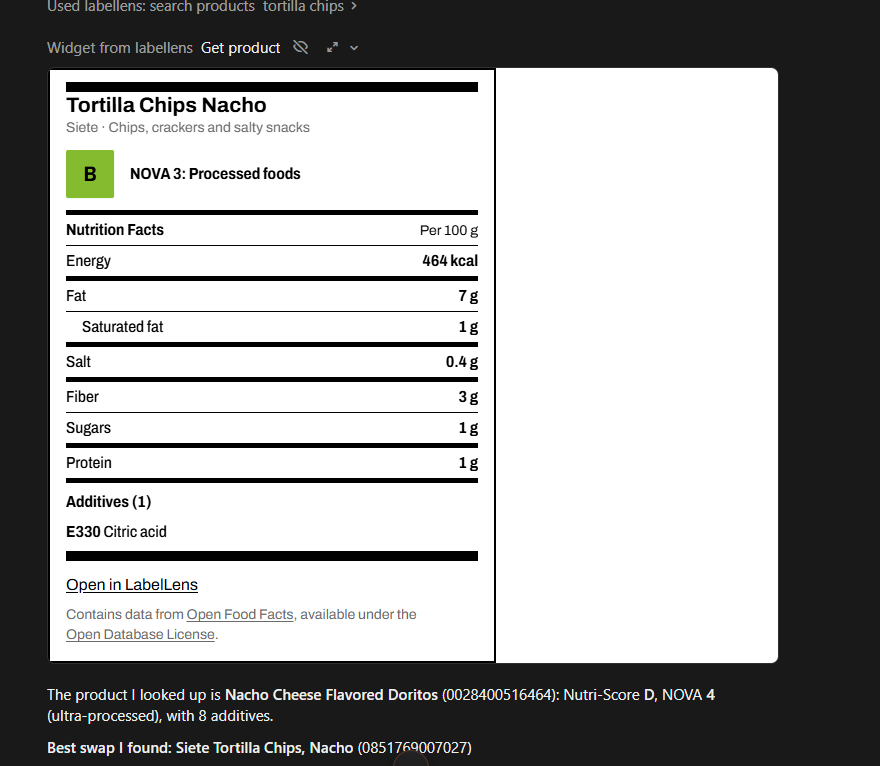 Used labellens: search products tortilla chips
Widget from labellens Get product
Tortilla Chips Nacho
Siete · Chips, crackers and salty snacks
B NOVA 3: Processed foods
Nutrition Facts Per 100 g
Energy 464 kcal
Fat 7 g
Saturated fat 1 g
Salt 0.4 g
Fiber 3 g
Sugars 1 g
Protein 1 g
Additives (1)
E330 Citric acid
Open in LabelLens
Contains data from Open Food Facts, available under the
Open Database License.
The product I looked up is Nacho Cheese Flavored Doritos (0028400516464): Nutri-Score D, NOVA 4
(ultra-processed), with 8 additives.
Best swap I found: Siete Tortilla Chips, Nacho (0851769007027)